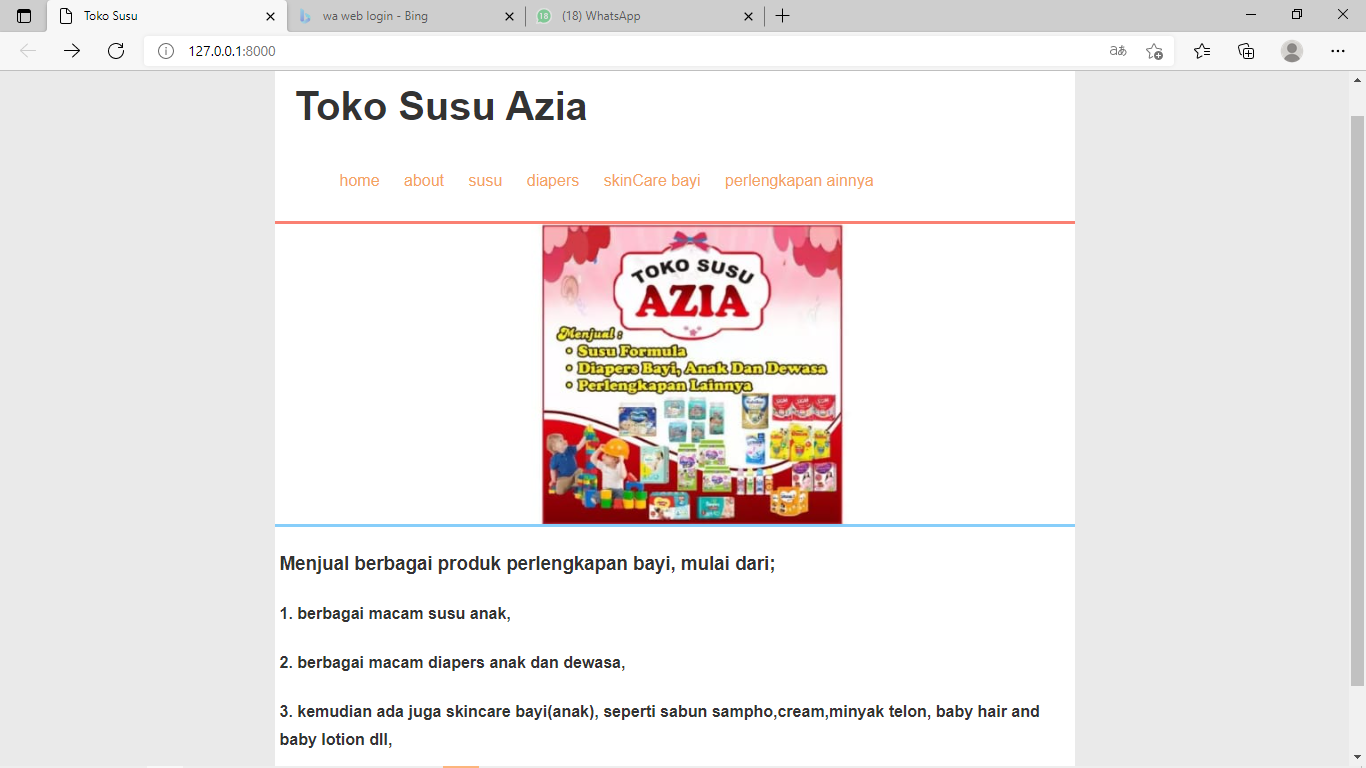 Toko Susu
wa web login - Bing
(18) WhatsApp
127.0.0.1:8000
Toko Susu Azia
home about susu diapers skinCare bayi perlengkapan ainnya
TOKO SUSU
AZIA
Menjual :
• Susu Formula
• Diapers Bayi, Anak Dan Dewasa
• Perlengkapan Lainnya
Menjual berbagai produk perlengkapan bayi, mulai dari;
1. berbagai macam susu anak,
2. berbagai macam diapers anak dan dewasa,
3. kemudian ada juga skincare bayi(anak), seperti sabun sampho,cream,minyak telon, baby hair and
baby lotion dll,